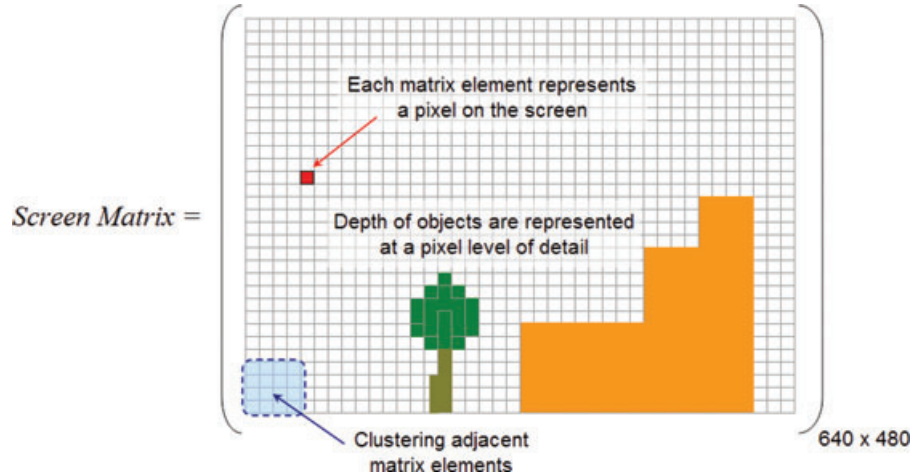 Each matrix element represents
a pixel on the screen
Screen Matrix =
Depth of objects are represented
at a pixel level of detail
Clustering adjacent
matrix elements
640 x 480